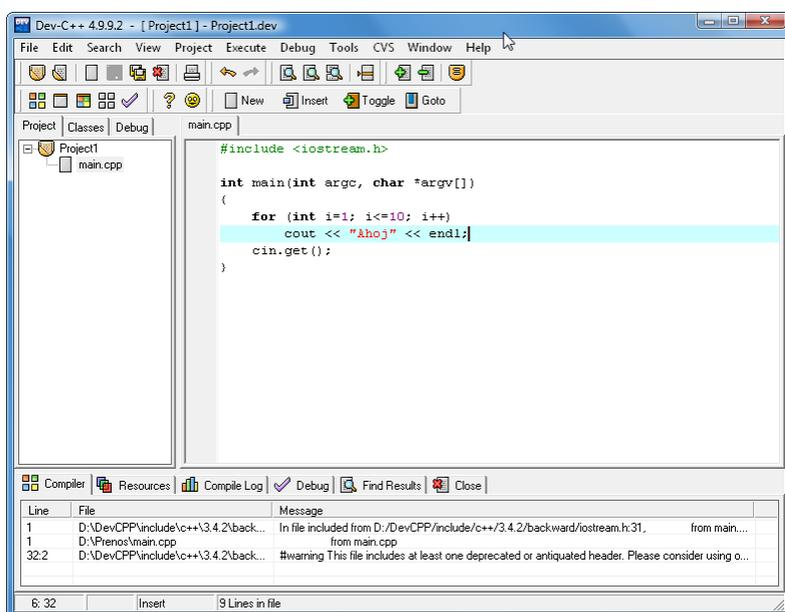 Dev-C++ 4.9.9.2 - [ Project1 ] - Project1.dev
File Edit Search View Project Execute Debug Tools CVS Window Help
New Insert Toggle Goto
Project Classes Debug main.cpp
Project1
main.cpp
#include <iostream.h>
int main(int argc, char *argv[])
{
for (int i=1; i<=10; i++)
cout << "Ahoj" << endl;
cin.get();
}
Compiler Resources Compile Log Debug Find Results Close
Line File Message
1 D:\DevCPP\include\c++\3.4.2\back... In file included from D:/DevCPP/include/c++/3.4.2/backward/iostream.h:31, from main....
1 D:\Prenos\main.cpp from main.cpp
32:2 D:\DevCPP\include\c++\3.4.2\back... #warning This file includes at least one deprecated or antiquated header. Please consider using o...
6: 32 Insert 9 Lines in file